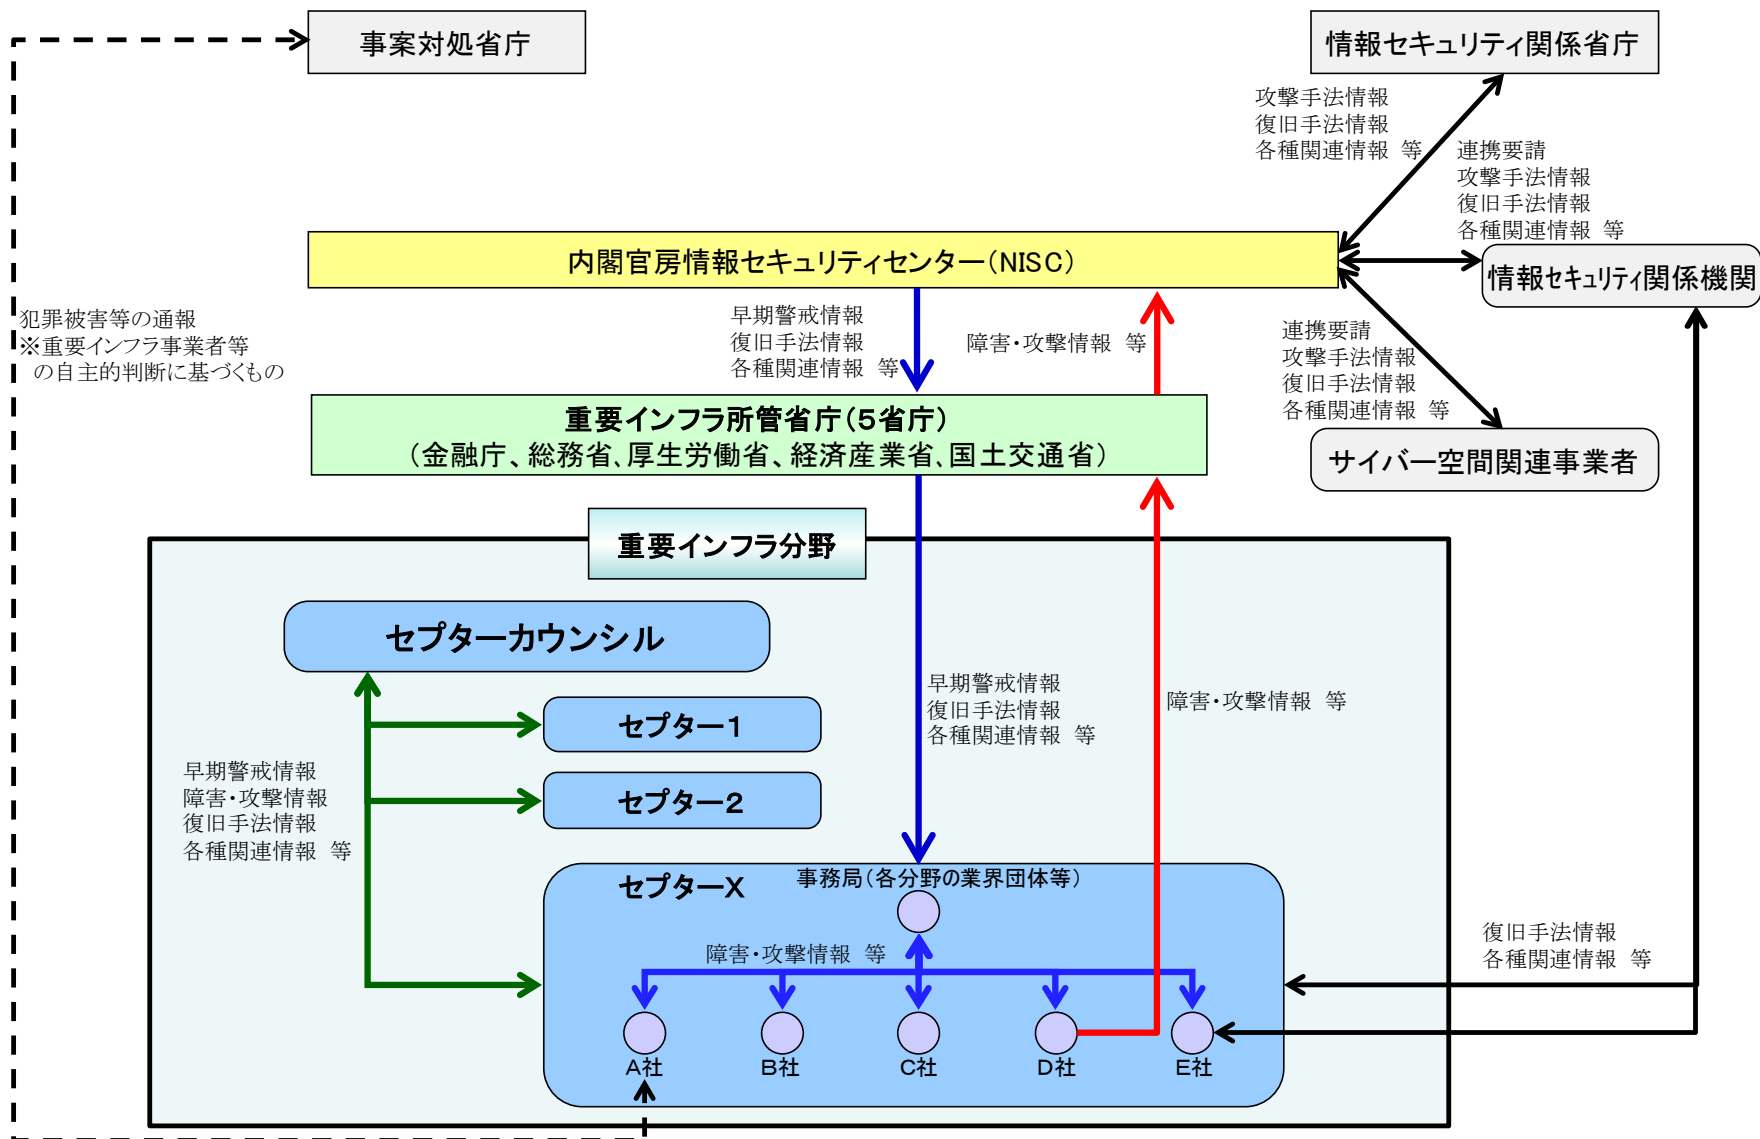 事案対処省庁
情報セキュリティ関係省庁
攻撃手法情報
復旧手法情報
各種関連情報 等
連携要請
攻撃手法情報
復旧手法情報
各種関連情報 等
内閣官房情報セキュリティセンター(NISC)
情報セキュリティ関係機関
犯罪被害等の通報
※重要インフラ事業者等
の自主的判断に基づくもの
早期警戒情報
復旧手法情報
各種関連情報 等
障害・攻撃情報 等
連携要請
攻撃手法情報
復旧手法情報
各種関連情報 等
重要インフラ所管省庁(5省庁)
(金融庁、総務省、厚生労働省、経済産業省、国土交通省)
サイバー空間関連事業者
重要インフラ分野
セプターカウンシル
早期警戒情報
復旧手法情報
各種関連情報 等
障害・攻撃情報 等
セプター1
セプター2
早期警戒情報
障害・攻撃情報
復旧手法情報
各種関連情報 等
セプターX
事務局(各分野の業界団体等)
障害・攻撃情報 等
復旧手法情報
各種関連情報 等
A社
B社
C社
D社
E社